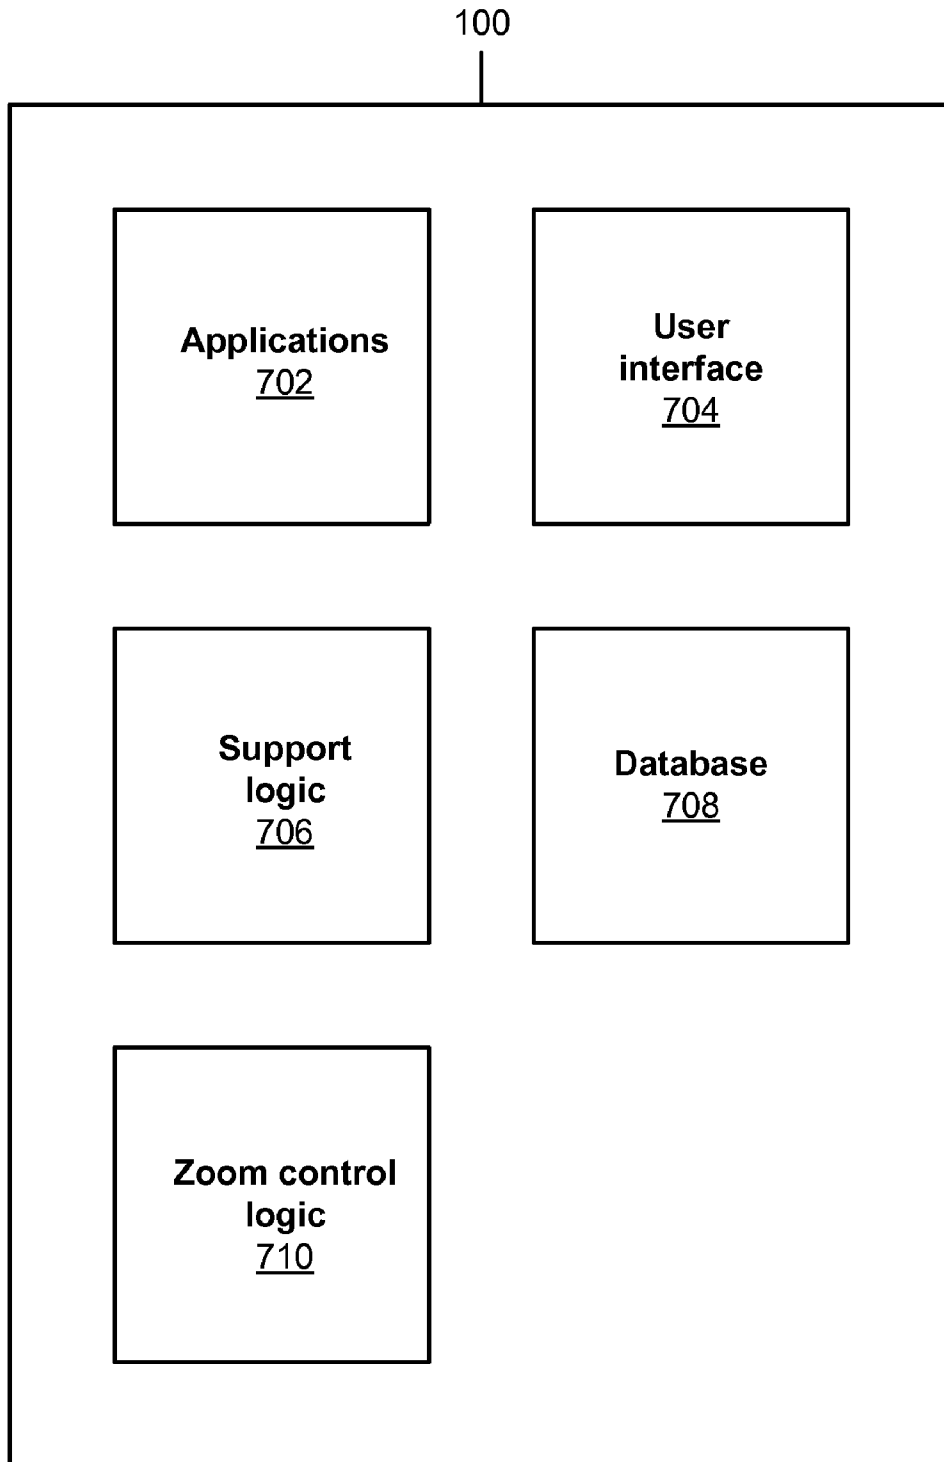 100
Applications
702
User
interface
704
Support
logic
706
Database
708
Zoom control
logic
710